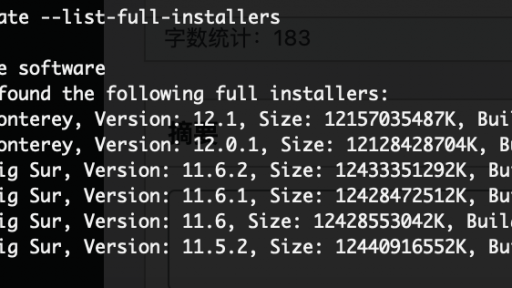 ate --list-full-installers
字数统计：183
e software
found the following full installers:
onterey, Version: 12.1, Size: 12157035487K, Buil
摘要
onterey, Version: 12.0.1, Size: 12128428704K, Bu
ig Sur, Version: 11.6.2, Size: 12433351292K, Bui
ig Sur, Version: 11.6.1, Size: 12428472512K, Bui
ig Sur, Version: 11.6, Size: 12428553042K, Build
ig Sur, Version: 11.5.2, Size: 12440916552K, Bui